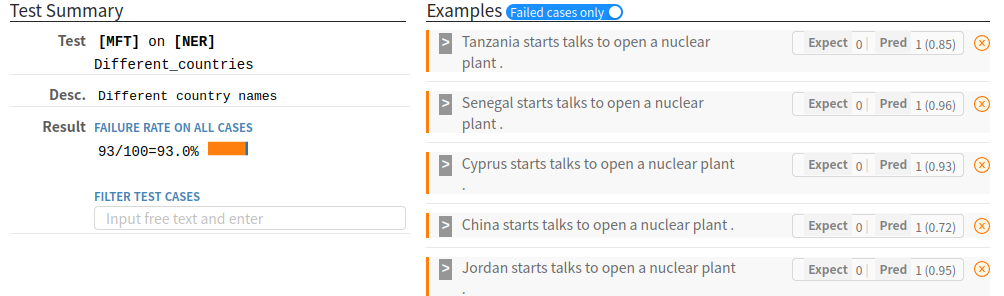 Test Summary
Test [MFT] on [NER]
Different_countries
Desc. Different country names
Result FAILURE RATE ON ALL CASES
93/100=93.0%
FILTER TEST CASES
Input free text and enter
Examples Failed cases only
> Tanzania starts talks to open a nuclear
plant .
Expect 0 Pred 1 (0.85) x
> Senegal starts talks to open a nuclear
plant .
Expect 0 Pred 1 (0.96) x
> Cyprus starts talks to open a nuclear plant
.
Expect 0 Pred 1 (0.93) x
> China starts talks to open a nuclear plant .
Expect 0 Pred 1 (0.72) x
> Jordan starts talks to open a nuclear plant
.
Expect 0 Pred 1 (0.95) x